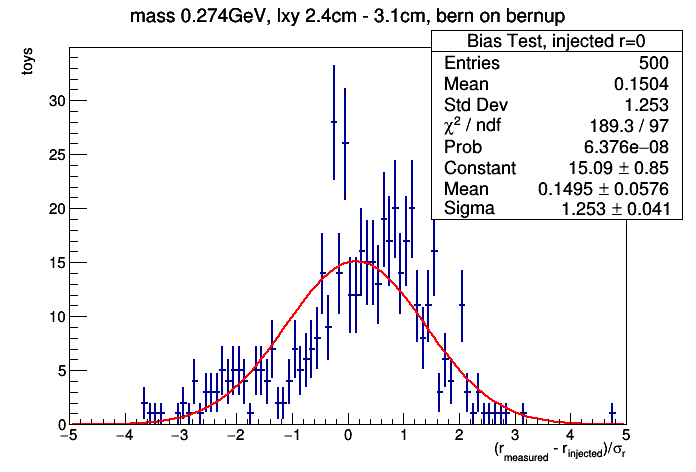 mass 0.274GeV, lxy 2.4cm - 3.1cm, bern on bernup
Bias Test, injected r=0
Entries 500
Mean 0.1504
Std Dev 1.253
χ² / ndf 189.3 / 97
Prob 6.376e−08
Constant 15.09 ± 0.85
Mean 0.1495 ± 0.0576
Sigma 1.253 ± 0.041
toys
30
25
20
15
10
5
0
−5 −4 −3 −2 −1 0 1 2 3 4 5
(r_measured - r_injected)/σ_r